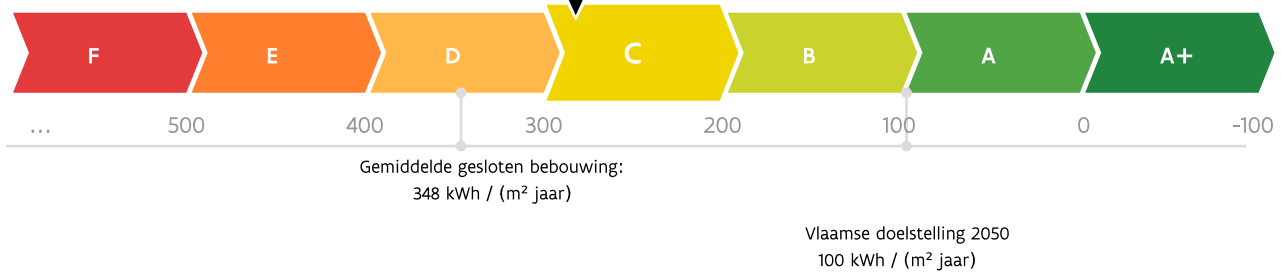 F E D C B A A+
... 500 400 300 200 100 0 -100
Gemiddelde gesloten bebouwing:
348 kWh / (m² jaar)
Vlaamse doelstelling 2050
100 kWh / (m² jaar)